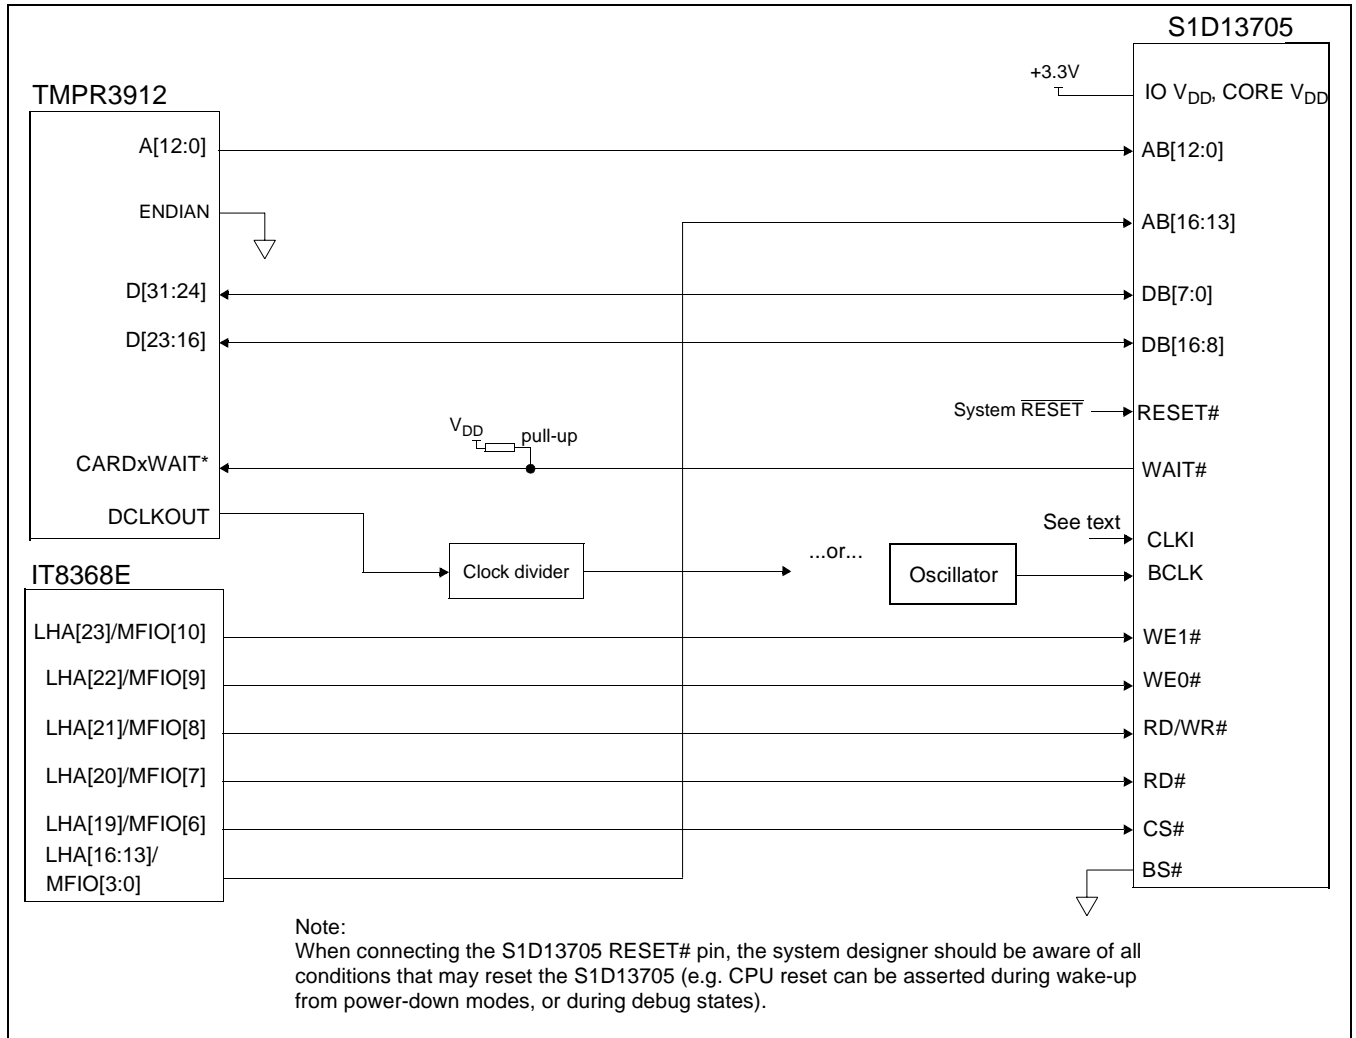 S1D13705
+3.3V
IO VDD, CORE VDD
TMPR3912
A[12:0]
AB[12:0]
ENDIAN
AB[16:13]
D[31:24]
DB[7:0]
D[23:16]
DB[16:8]
System RESET
RESET#
VDD
pull-up
CARDxWAIT*
WAIT#
DCLKOUT
See text
CLKI
...or...
Clock divider
Oscillator
BCLK
IT8368E
LHA[23]/MFIO[10]
WE1#
LHA[22]/MFIO[9]
WE0#
LHA[21]/MFIO[8]
RD/WR#
LHA[20]/MFIO[7]
RD#
LHA[19]/MFIO[6]
CS#
LHA[16:13]/
MFIO[3:0]
BS#
Note:
When connecting the S1D13705 RESET# pin, the system designer should be aware of all
conditions that may reset the S1D13705 (e.g. CPU reset can be asserted during wake-up
from power-down modes, or during debug states).